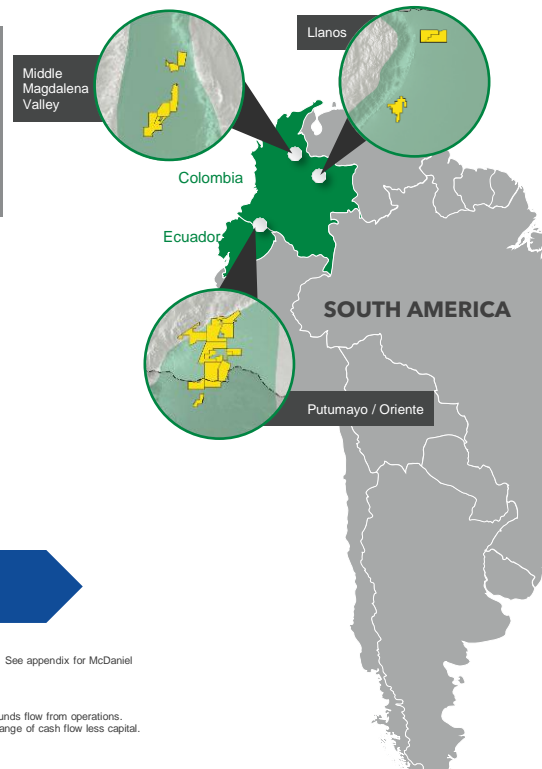 Llanos
Middle
Magdalena
Valley
Colombia
Ecuador
SOUTH AMERICA
Putumayo / Oriente
See appendix for McDaniel
unds flow from operations.
ange of cash flow less capital.